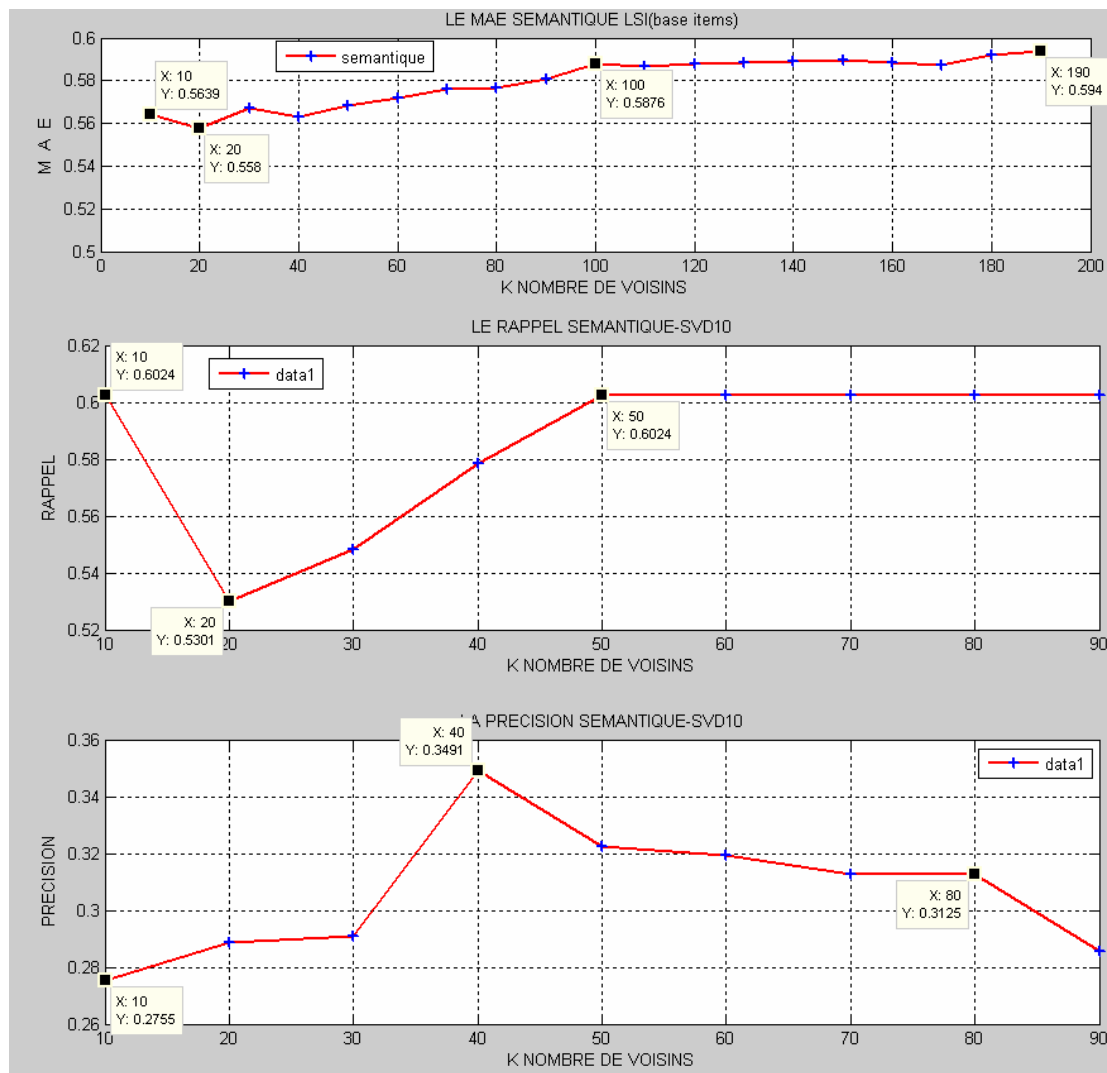 LE MAE SEMANTIQUE LSI(base items)
0.6
semantique
X: 10
Y: 0.5639
X: 100
Y: 0.5876
X: 190
Y: 0.594
0.58
0.56
X: 20
Y: 0.558
0.54
0.52
0.5
M A E
0 20 40 60 80 100 120 140 160 180 200
K NOMBRE DE VOISINS
LE RAPPEL SEMANTIQUE-SVD10
0.62
X: 10
Y: 0.6024
data1
0.6
X: 50
Y: 0.6024
0.58
0.56
0.54
0.52
X: 20
Y: 0.5301
RAPPEL
10 20 30 40 50 60 70 80 90
K NOMBRE DE VOISINS
A PRECISION SEMANTIQUE-SVD10
0.36
X: 40
Y: 0.3491
data1
0.34
0.32
0.3
X: 80
Y: 0.3125
0.28
0.26
X: 10
Y: 0.2755
PRECISION
10 20 30 40 50 60 70 80 90
K NOMBRE DE VOISINS